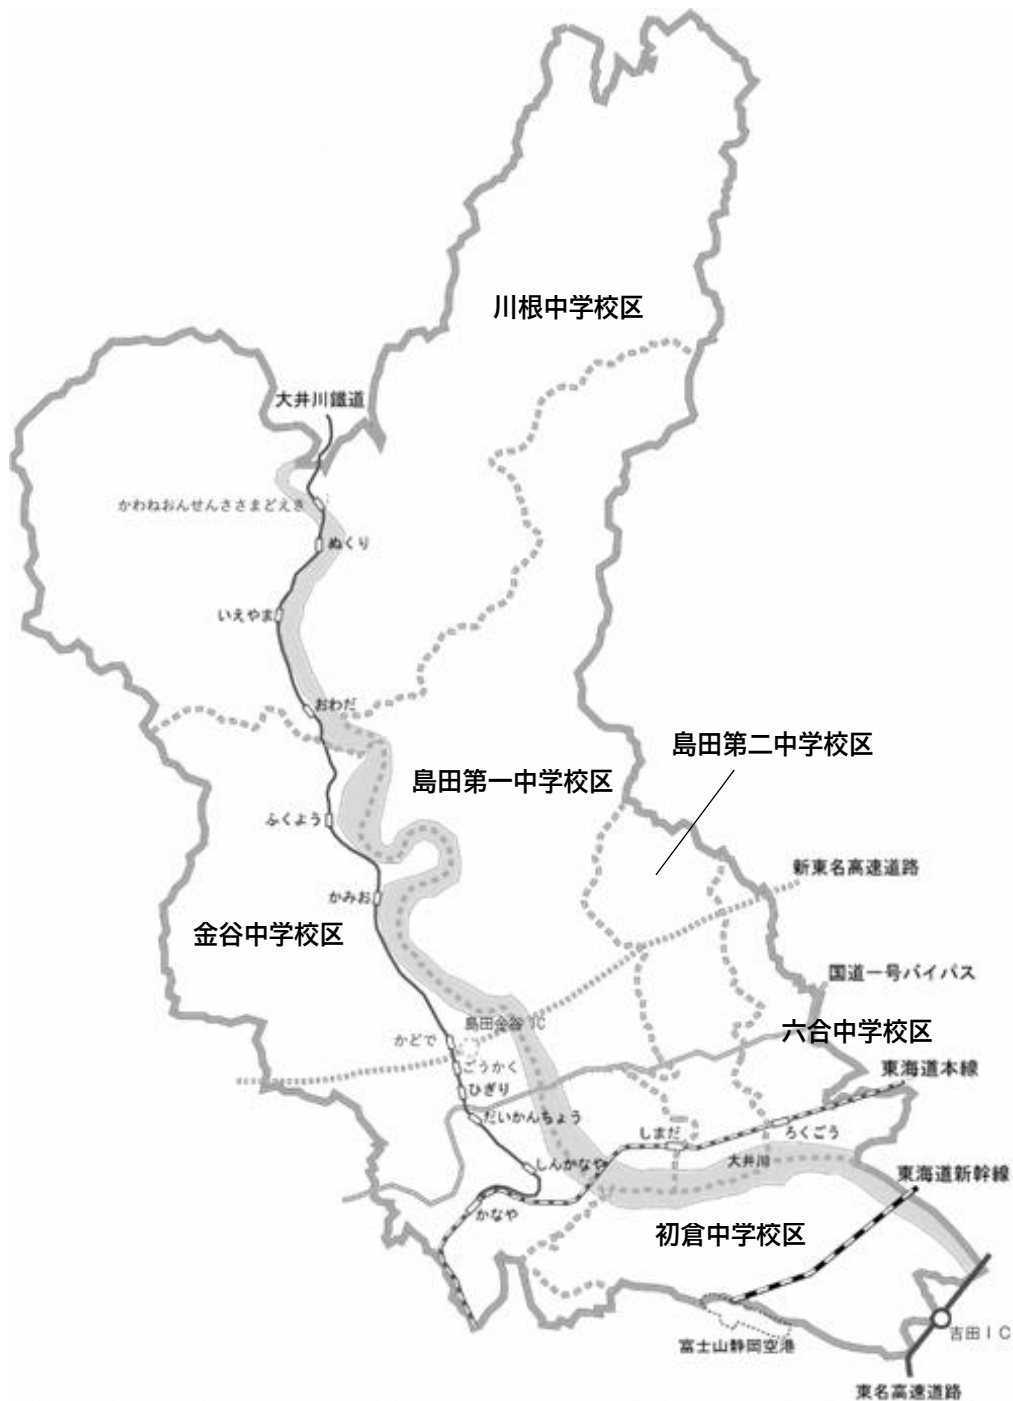 川根中学校区
大井川鐵道
かわねおんせんささまどえき
ぬくり
いえやま
おわだ
島田第二中学校区
島田第一中学校区
ふくよう
新東名高速道路
かみお
金谷中学校区
国道一号バイパス
島田金谷IC
六合中学校区
かどで
ごうかく
東海道本線
ひぎり
だいかんちょう
しまだ
ろくごう
しんかなや
大井川
東海道新幹線
かなや
初倉中学校区
吉田IC
富士山静岡空港
東名高速道路